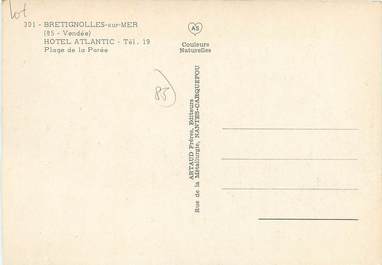 lot
301 - BRETIGNOLLES-sur-MER
(85 - Vendée)
HOTEL ATLANTIC - Tél. 19
Plage de la Parée
AS
Couleurs
Naturelles
85
ARTAUD Frères, Editeurs
Rue de la Métallurgie, NANTES-CARQUEFOU